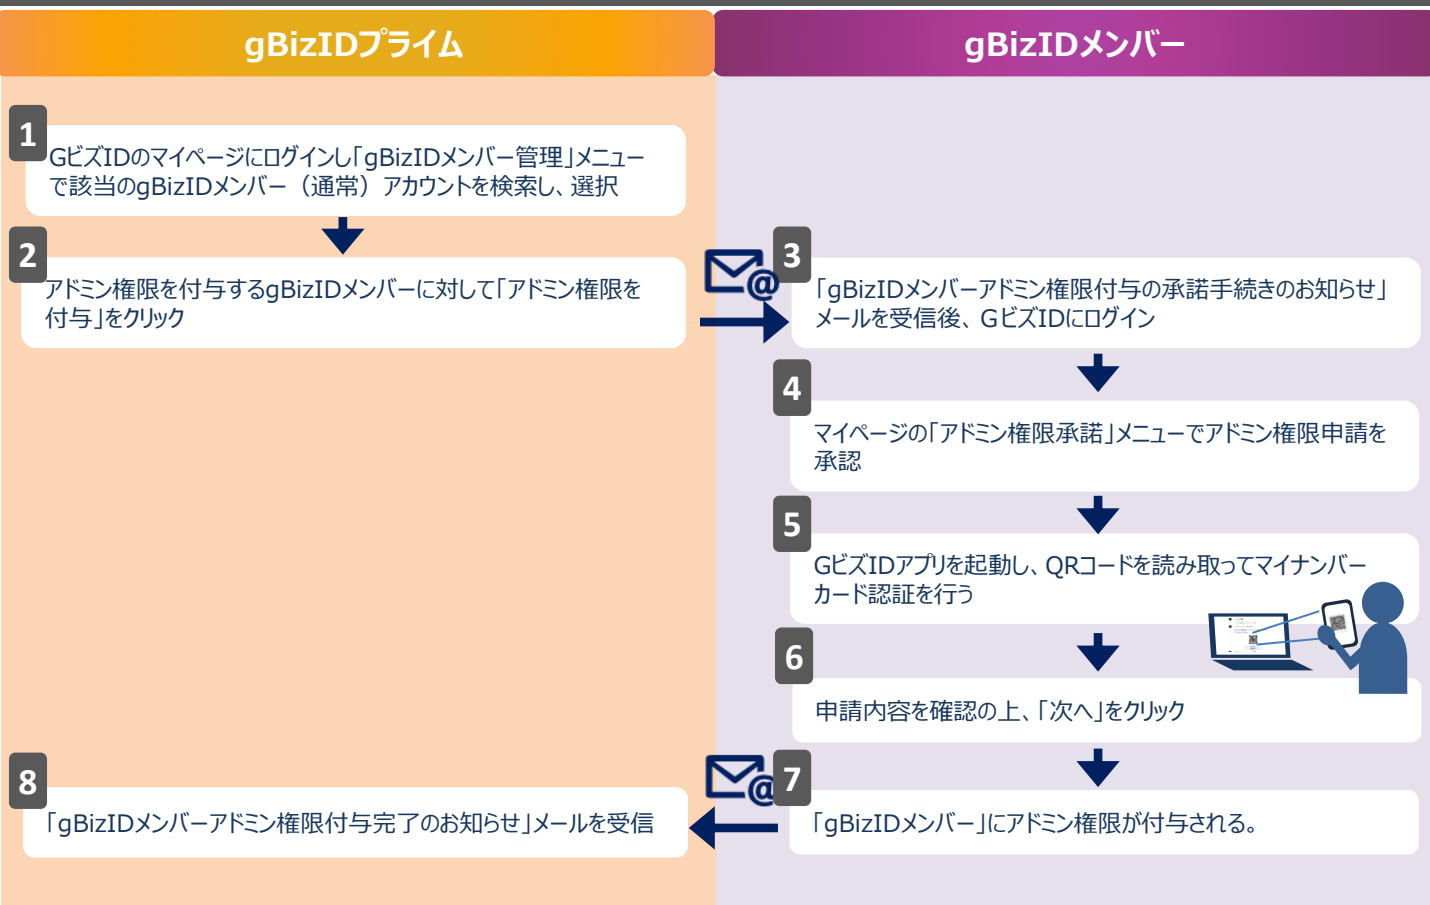 gBizIDプライム
gBizIDメンバー
1
GビズIDのマイページにログインし「gBizIDメンバー管理」メニュー
で該当のgBizIDメンバー（通常）アカウントを検索し、選択
2
アドミン権限を付与するgBizIDメンバーに対して「アドミン権限を
付与」をクリック
3
「gBizIDメンバーアドミン権限付与の承諾手続きのお知らせ」
メールを受信後、GビズIDにログイン
4
マイページの「アドミン権限承諾」メニューでアドミン権限申請を
承認
5
GビズIDアプリを起動し、QRコードを読み取ってマイナンバー
カード認証を行う
6
申請内容を確認の上、「次へ」をクリック
7
「gBizIDメンバー」にアドミン権限が付与される。
8
「gBizIDメンバーアドミン権限付与完了のお知らせ」メールを受信